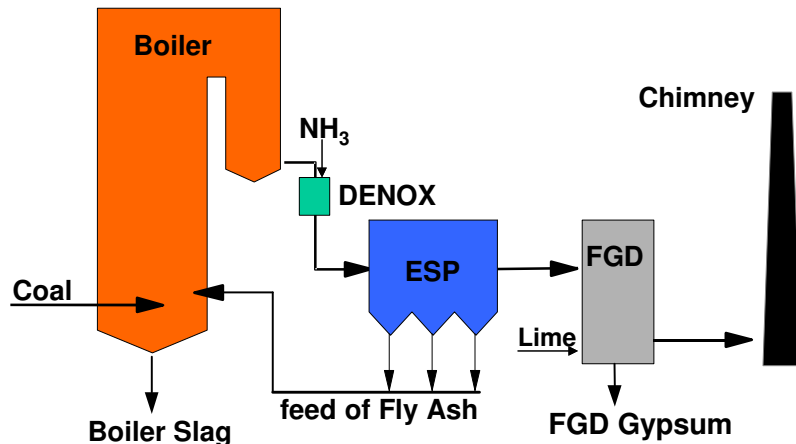 Boiler
Chimney
NH₃
DENOX
ESP
FGD
Coal
Lime
feed of Fly Ash
FGD Gypsum
Boiler Slag